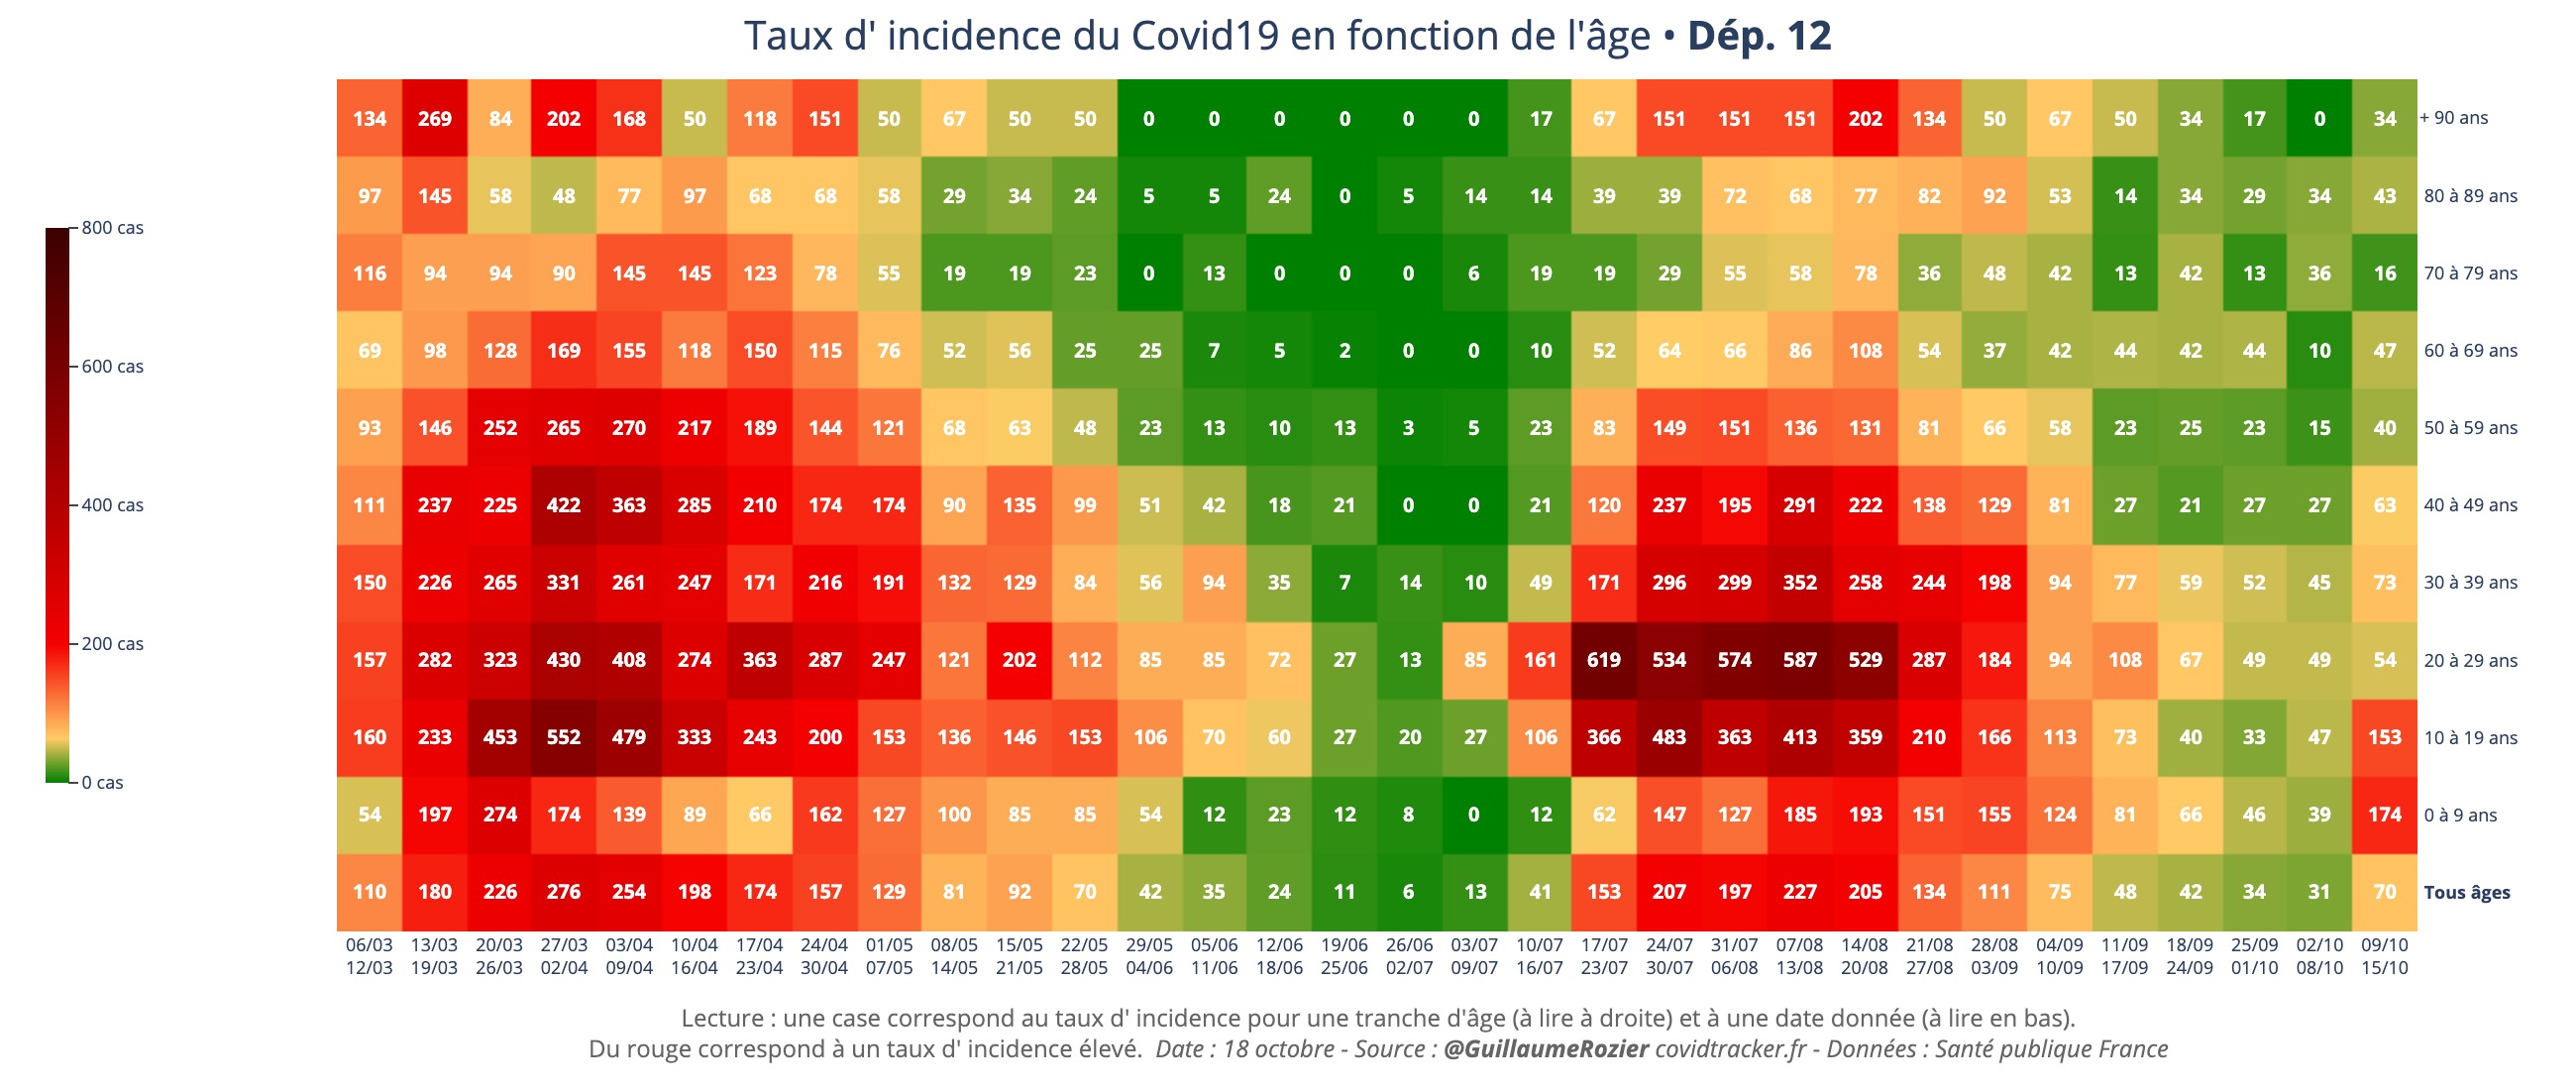 Taux d' incidence du Covid19 en fonction de l'âge • Dép. 12
134 269 84 202 168 50 118 151 50 67 50 50 0 0 0 0 0 0 17 67 151 151 151 202 134 50 67 50 34 17 0 34 + 90 ans
97 145 58 48 77 97 68 68 58 29 34 24 5 5 24 0 5 14 14 39 39 72 68 77 82 92 53 14 34 29 34 43 80 à 89 ans
800 cas
116 94 94 90 145 145 123 78 55 19 19 23 0 13 0 0 0 6 19 19 29 55 58 78 36 48 42 13 42 13 36 16 70 à 79 ans
69 98 128 169 155 118 150 115 76 52 56 25 25 7 5 2 0 0 10 52 64 66 86 108 54 37 42 44 42 44 10 47 60 à 69 ans
600 cas
93 146 252 265 270 217 189 144 121 68 63 48 23 13 10 13 3 5 23 83 149 151 136 131 81 66 58 23 25 23 15 40 50 à 59 ans
400 cas
111 237 225 422 363 285 210 174 174 90 135 99 51 42 18 21 0 0 21 120 237 195 291 222 138 129 81 27 21 27 27 63 40 à 49 ans
150 226 265 331 261 247 171 216 191 132 129 84 56 94 35 7 14 10 49 171 296 299 352 258 244 198 94 77 59 52 45 73 30 à 39 ans
200 cas
157 282 323 430 408 274 363 287 247 121 202 112 85 85 72 27 13 85 161 619 534 574 587 529 287 184 94 108 67 49 49 54 20 à 29 ans
160 233 453 552 479 333 243 200 153 136 146 153 106 70 60 27 20 27 106 366 483 363 413 359 210 166 113 73 40 33 47 153 10 à 19 ans
0 cas
54 197 274 174 139 89 66 162 127 100 85 85 54 12 23 12 8 0 12 62 147 127 185 193 151 155 124 81 66 46 39 174 0 à 9 ans
110 180 226 276 254 198 174 157 129 81 92 70 42 35 24 11 6 13 41 153 207 197 227 205 134 111 75 48 42 34 31 70 Tous âges
06/03 13/03 20/03 27/03 03/04 10/04 17/04 24/04 01/05 08/05 15/05 22/05 29/05 05/06 12/06 19/06 26/06 03/07 10/07 17/07 24/07 31/07 07/08 14/08 21/08 28/08 04/09 11/09 18/09 25/09 02/10 09/10
12/03 19/03 26/03 02/04 09/04 16/04 23/04 30/04 07/05 14/05 21/05 28/05 04/06 11/06 18/06 25/06 02/07 09/07 16/07 23/07 30/07 06/08 13/08 20/08 27/08 03/09 10/09 17/09 24/09 01/10 08/10 15/10
Lecture : une case correspond au taux d' incidence pour une tranche d'âge (à lire à droite) et à une date donnée (à lire en bas).
Du rouge correspond à un taux d' incidence élevé. Date : 18 octobre - Source : @GuillaumeRozier covidtracker.fr - Données : Santé publique France